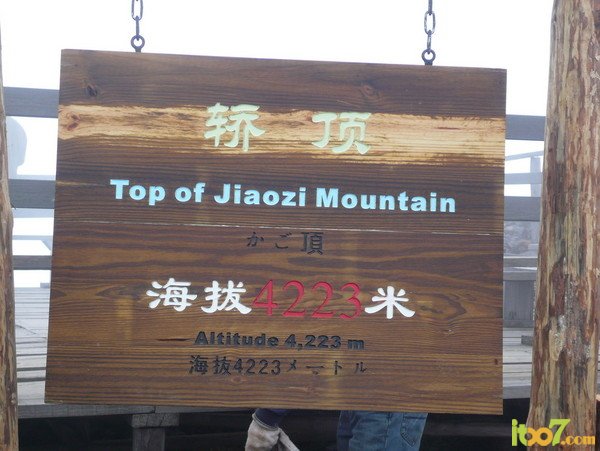 轿顶
Top of Jiaozi Mountain
かご頂
海拔4223米
Altitude 4,223 m
海拔4223メートル
itoo7.com